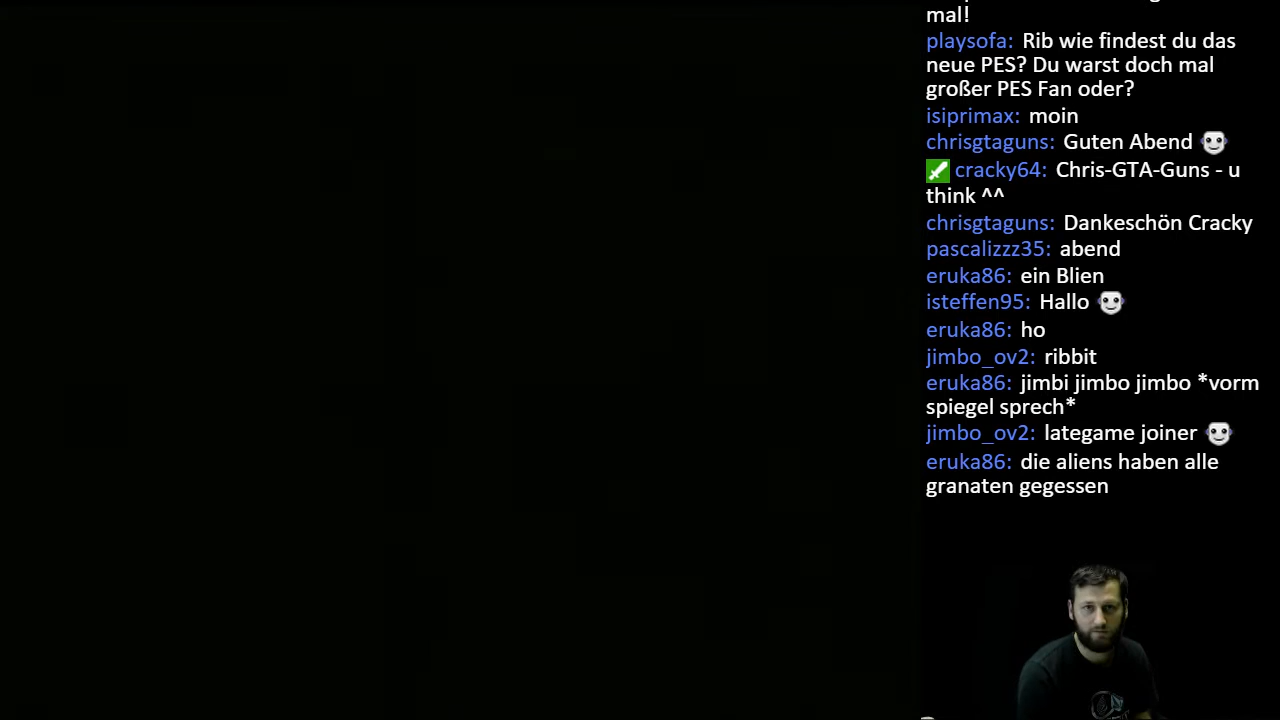 mal!
playsofa: Rib wie findest du das
neue PES? Du warst doch mal
großer PES Fan oder?
isiprimax: moin
chrisgtaguns: Guten Abend
cracky64: Chris-GTA-Guns - u
think ^^
chrisgtaguns: Dankeschön Cracky
pascalizzz35: abend
eruka86: ein Blien
isteffen95: Hallo
eruka86: ho
jimbo_ov2: ribbit
eruka86: jimbi jimbo jimbo *vorm
spiegel sprech*
jimbo_ov2: lategame joiner
eruka86: die aliens haben alle
granaten gegessen